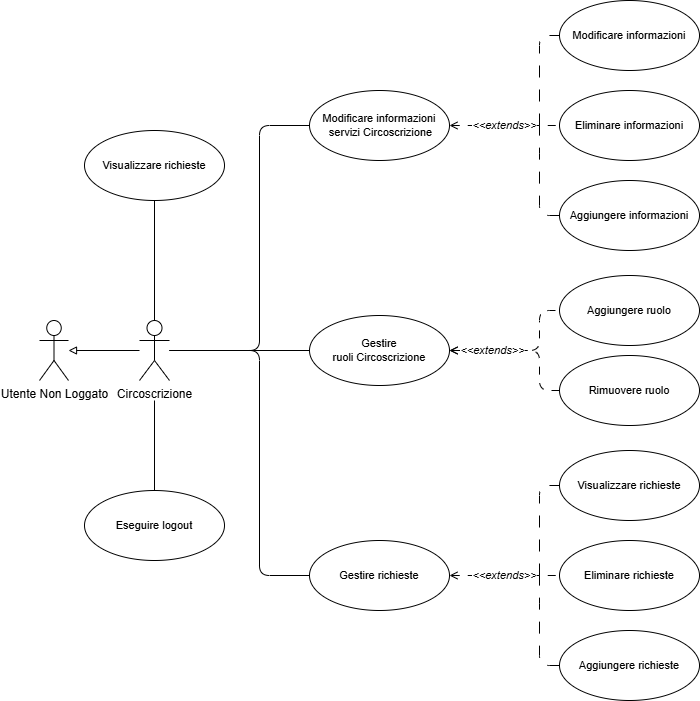 Modificare informazioni
Modificare informazioni
servizi Circoscrizione
<<extends>>
Eliminare informazioni
Visualizzare richieste
Aggiungere informazioni
Aggiungere ruolo
Gestire
ruoli Circoscrizione
<<extends>>
Utente Non Loggato
Circoscrizione
Rimuovere ruolo
Visualizzare richieste
Eseguire logout
Gestire richieste
<<extends>>
Eliminare richieste
Aggiungere richieste